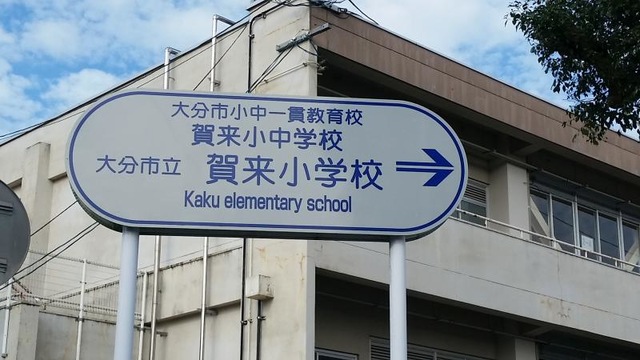 大分市小中一貫教育校
賀来小中学校
大分市立 賀来小学校
Kaku elementary school